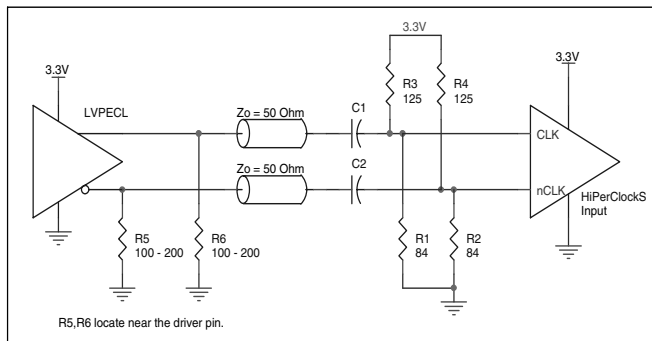 3.3V
3.3V
3.3V
LVPECL
R3
125
R4
125
Zo = 50 Ohm
C1
CLK
Zo = 50 Ohm
C2
nCLK
HiPerClockS
Input
R5
100 - 200
R6
100 - 200
R1
84
R2
84
R5,R6 locate near the driver pin.